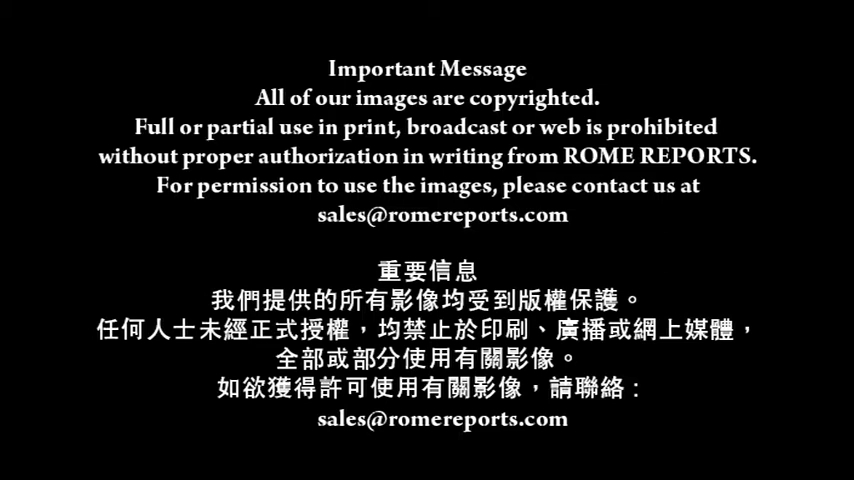 Important Message
All of our images are copyrighted.
Full or partial use in print, broadcast or web is prohibited
without proper authorization in writing from ROME REPORTS.
For permission to use the images, please contact us at
sales@romereports.com
重要信息
我們提供的所有影像均受到版權保護。
任何人士未經正式授權，均禁止於印刷、廣播或網上媒體，
全部或部分使用有關影像。
如欲獲得許可使用有關影像，請聯絡：
sales@romereports.com